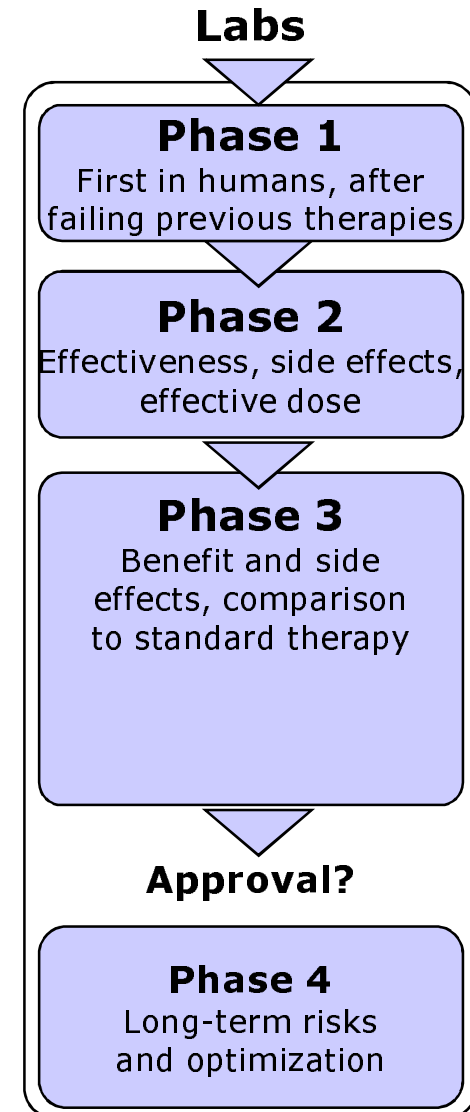 Labs
Phase 1
First in humans, after
failing previous therapies
Phase 2
Effectiveness, side effects,
effective dose
Phase 3
Benefit and side
effects, comparison
to standard therapy
Approval?
Phase 4
Long-term risks
and optimization